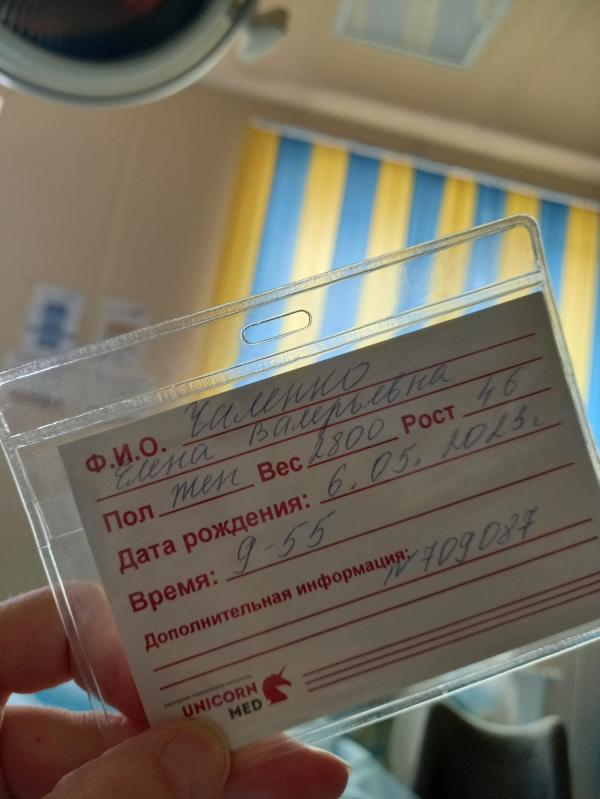 Ф.И.О. Чаленко
Елена Валерьевна
Пол жен Вес 2800 Рост 46
Дата рождения: 6.05.2023г.
Время: 9-55
Дополнительная информация:
N709087
UNICORN
MED